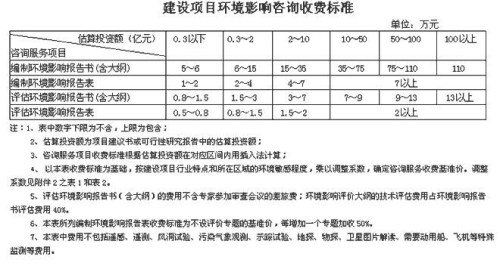 建设项目环境影响咨询收费标准
单位：万元
估算投资额（亿元）
咨询服务项目
0.3以下 0.3～2 2～10 10～50 50～100 100以上
编制环境影响报告书（含大纲） 5～6 6～15 15～35 35～75 75～110 110
编制环境影响报告表 1～2 2～4 4～7 7以上
评估环境影响报告书（含大纲） 0.8～1.5 1.5～3 3～7 7～9 9～13 13以上
评估环境影响报告表 0.5～0.8 0.8～1.5 1.5～2 2以上
注：1、表中数字下限为不含，上限为包含；
2、估算投资额为项目建议书或可行性研究报告中的估算投资额；
3、咨询服务项目收费标准根据估算投资额在对应区间内用插入法计算；
4、以本表收费标准为基础，按建设项目行业特点和所在区域的环境敏感程度，乘以调整系数，确定咨询服务收费基准价。调整
系数见附件2之表1和表2。
5、评估环境影响报告书（含大纲）的费用不含专家参加审查会议的差旅费；环境影响评价大纲的技术评估费用占环境影响报告
书评估费用40%。
6、本表所列编制环境影响报告表收费标准为不设评价专题的基准价，每增加一个专题加收50%。
7、本表中费用不包括遥感、遥测、风洞试验、污染气象观测、示踪试验、地探、物探、卫星图片解读、需要动用船、飞机等特殊
监测等费用。